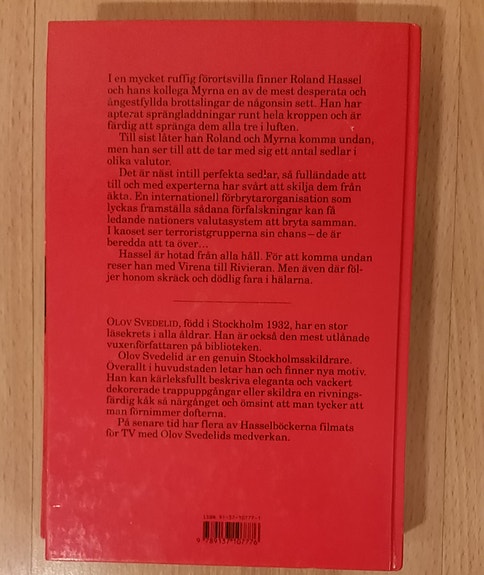 I en mycket ruffig förortsvilla finner Roland Hassel
och hans kollega Myrna en av de mest desperata och
ångestfyllda brottslingar de någonsin sett. Han har
apterat sprängladdningar runt hela kroppen och är
färdig att spränga dem alla tre i luften.
Till sist låter han Roland och Myrna komma undan,
men han ser till att de tar med sig ett antal sedlar i
olika valutor.
Det är näst intill perfekta sedlar, så fulländade att
till och med experterna har svårt att skilja dem från
äkta. En internationell förbrytarorganisation som
lyckas framställa sådana förfalskningar kan få
ledande nationers valutasystem att bryta samman.
I kaoset ser terroristgrupperna sin chans – de är
beredda att ta över...
Hassel är hotad från alla håll. För att komma undan
reser han med Virena till Rivieran. Men även där föl-
jer honom skräck och dödlig fara i hälarna.
OLOV SVEDELID, född i Stockholm 1932, har en stor
läsekrets i alla åldrar. Han är också den mest utlånade
vuxenförfattaren på biblioteken.
Olov Svedelid är en genuin Stockholmsskildrare.
Överallt i huvudstaden letar han och finner nya motiv.
Han kan kärleksfullt beskriva eleganta och vackert
dekorerade trappuppgångar eller skildra en rivnings-
färdig kåk så närgånget och ömsint att man tycker att
man förnimmer dofterna.
På senare tid har flera av Hasselböckerna filmats
för TV med Olov Svedelids medverkan.
ISBN 91-37-10777-1
9 789137 107776